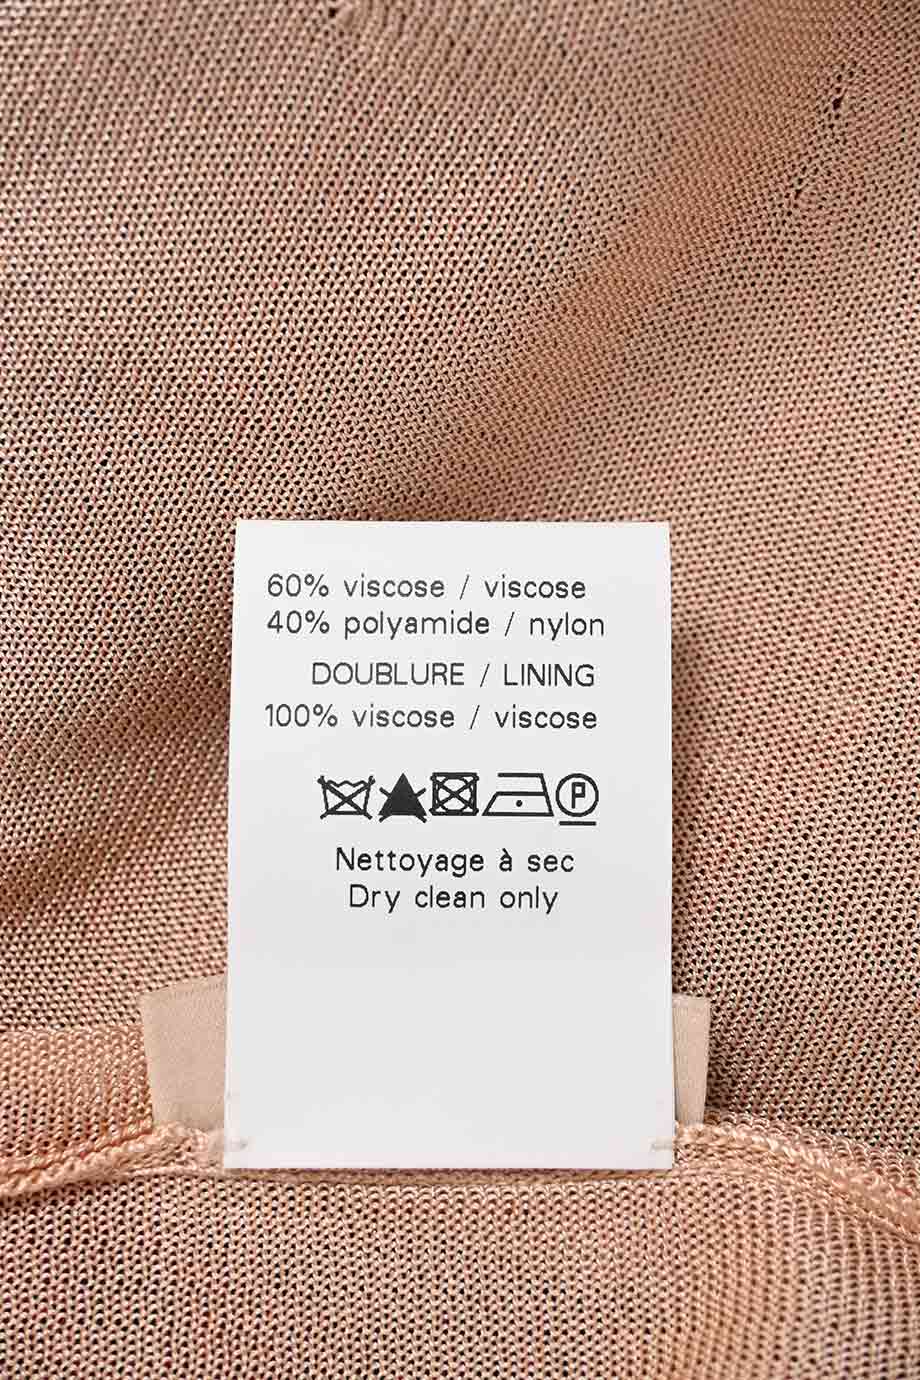 60% viscose / viscose
40% polyamide / nylon
DOUBLURE / LINING
100% viscose / viscose
P
Nettoyage à sec
Dry clean only